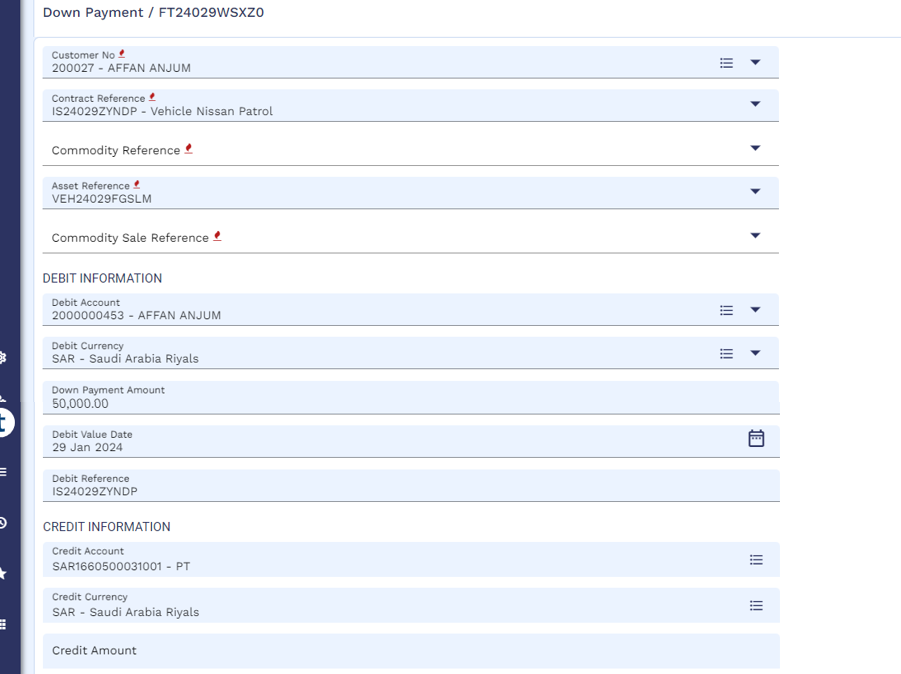 Down Payment / FT24029WSXZ0
Customer No
200027 - AFFAN ANJUM
Contract Reference
IS24029ZYNDP - Vehicle Nissan Patrol
Commodity Reference
Asset Reference
VEH24029FGSLM
Commodity Sale Reference
DEBIT INFORMATION
Debit Account
2000000453 - AFFAN ANJUM
Debit Currency
SAR - Saudi Arabia Riyals
Down Payment Amount
50,000.00
Debit Value Date
29 Jan 2024
Debit Reference
IS24029ZYNDP
CREDIT INFORMATION
Credit Account
SAR1660500031001 - PT
Credit Currency
SAR - Saudi Arabia Riyals
Credit Amount